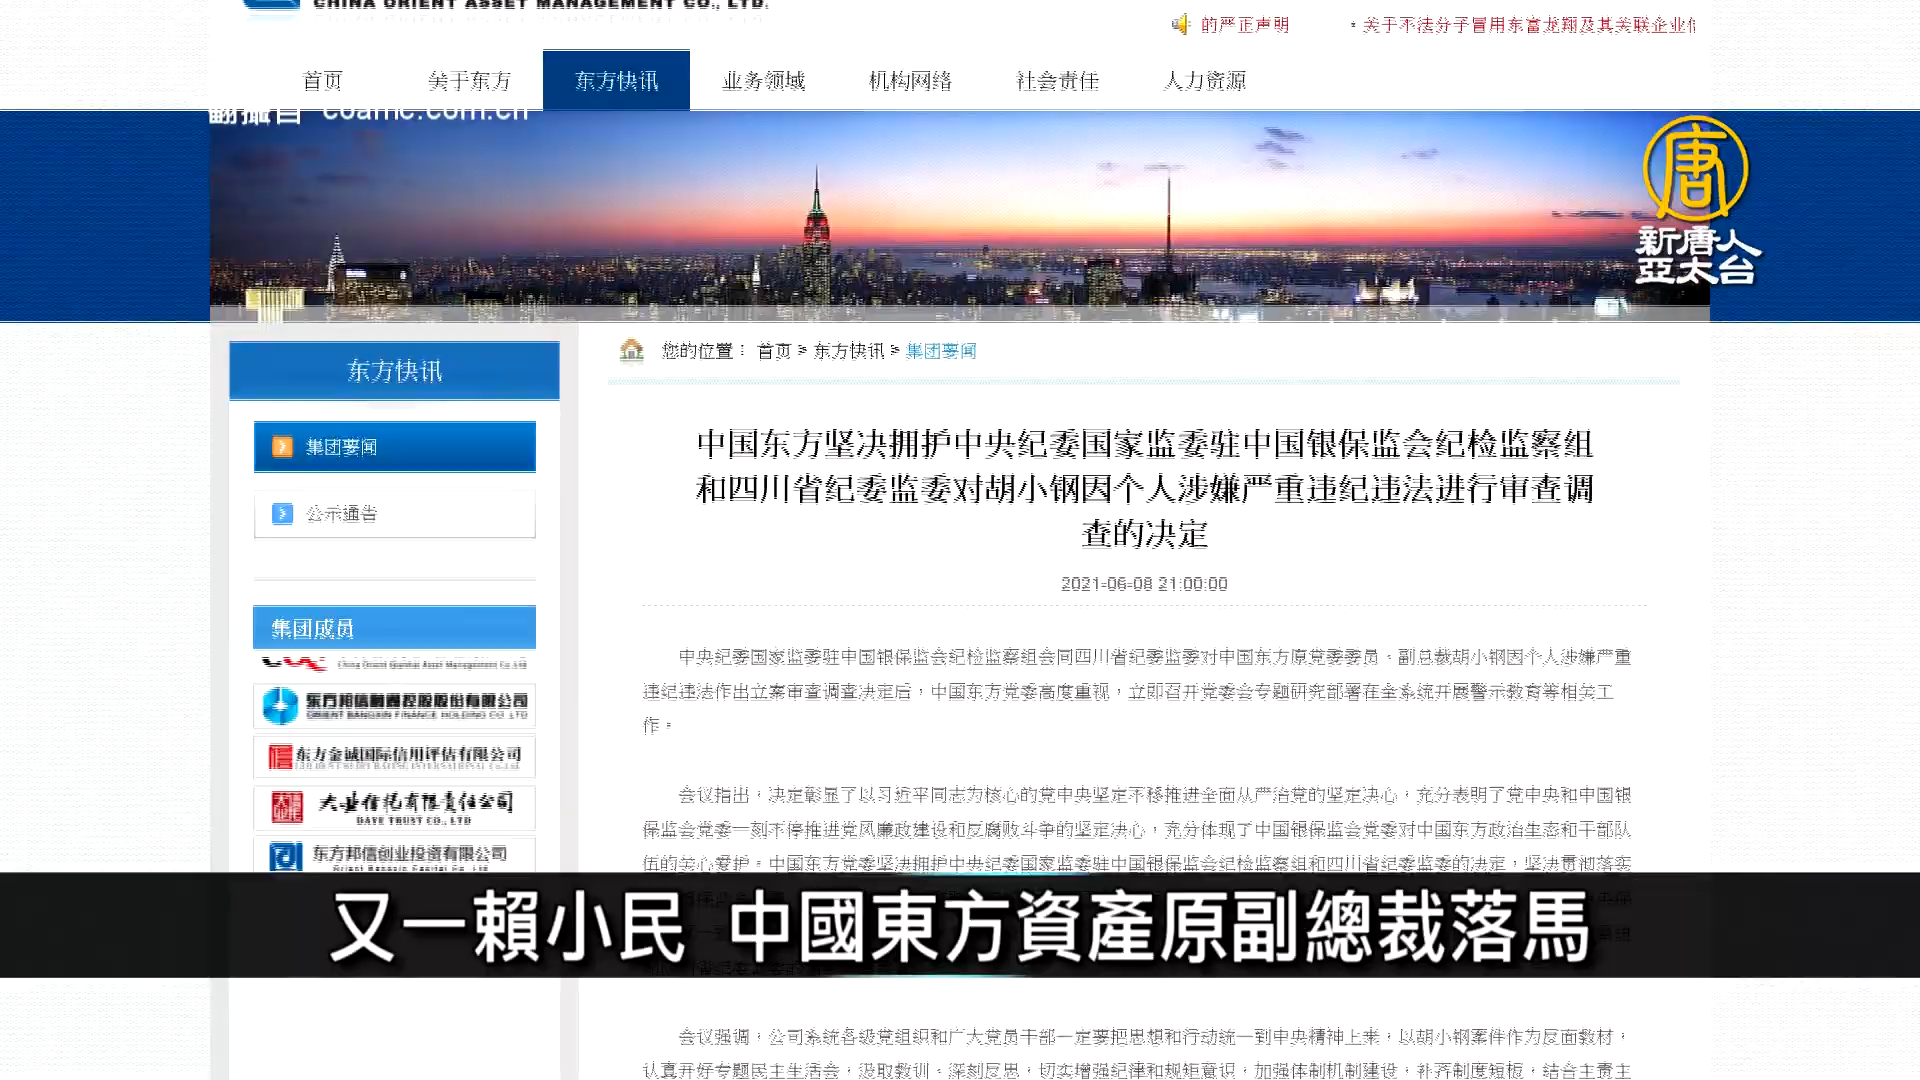 CHINA ORIENT ASSET MANAGEMENT CO., LTD.
的严正声明
· 关于不法分子冒用东富龙翔及其关联企业
首页 关于东方 东方快讯 业务领域 机构网络 社会责任 人力资源
翻攝自 coamc.com.cn
唐
新唐人
亞太台
东方快讯
集团要闻
公示通告
集团成员
China Orient Asset Management Co Ltd
东方邦信融通控股股份有限公司
ORIENT BANGXIN FINANCE HOLDING CO LTD
东方金诚国际信用评估有限公司
大业信托有限责任公司
DAYE TRUST CO., LTD
东方邦信创业投资有限公司
您的位置： 首页 > 东方快讯 > 集团要闻
中国东方坚决拥护中央纪委国家监委驻中国银保监会纪检监察组
和四川省纪委监委对胡小钢因个人涉嫌严重违纪违法进行审查调
查的决定
2021-06-08 21:00:00
中央纪委国家监委驻中国银保监会纪检监察组会同四川省纪委监委对中国东方原党委委员、副总裁胡小钢因个人涉嫌严重
违纪违法作出立案审查调查决定后，中国东方党委高度重视，立即召开党委会专题研究部署在全系统开展警示教育等相关工
作。
会议指出，决定彰显了以习近平同志为核心的党中央坚定不移推进全面从严治党的坚定决心，充分表明了党中央和中国银
保监会党委一刻不停推进党风廉政建设和反腐败斗争的坚定决心，充分体现了中国银保监会党委对中国东方政治生态和干部队
伍的关心爱护。中国东方党委坚决拥护中央纪委国家监委驻中国银保监会纪检监察组和四川省纪委监委的决定，坚决贯彻落实
又一賴小民 中國東方資產原副總裁落馬
会议强调，公司系统各级党组织和广大党员干部一定要把思想和行动统一到中央精神上来，以胡小钢案件作为反面教材，
认真开好专题民主生活会，汲取教训、深刻反思，切实增强纪律和规矩意识，加强体制机制建设，补齐制度短板，结合主责主